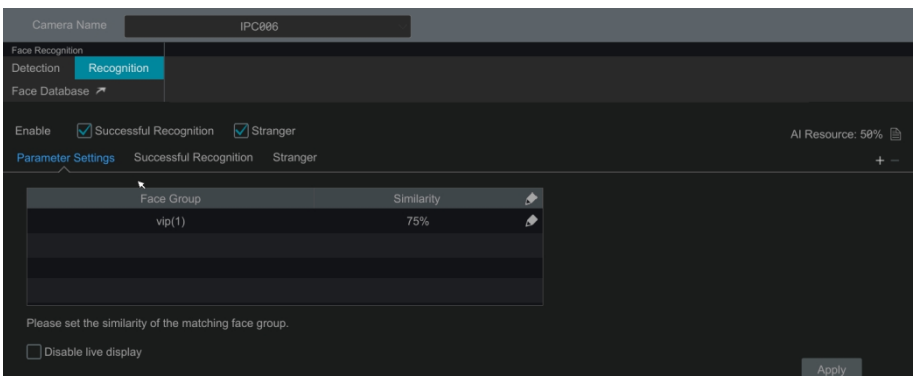 Camera Name IPC006
Face Recognition
Detection Recognition
Face Database
Enable Successful Recognition Stranger AI Resource: 50%
Parameter Settings Successful Recognition Stranger + −
Face Group Similarity
vip(1) 75%
Please set the similarity of the matching face group.
Disable live display
Apply